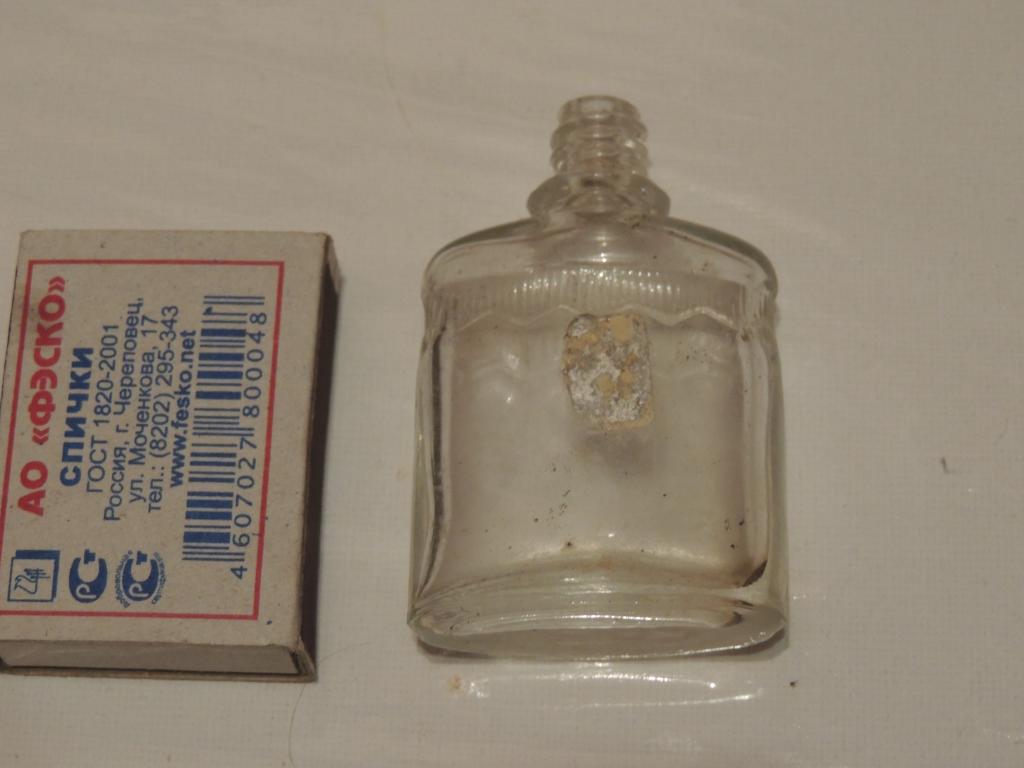 АО «ФЭСКО»
СПИЧКИ
ГОСТ 1820-2001
Россия, г. Череповец,
ул. Моченкова, 17
тел.: (8202) 295-343
www.fesko.net
4 607027 800048